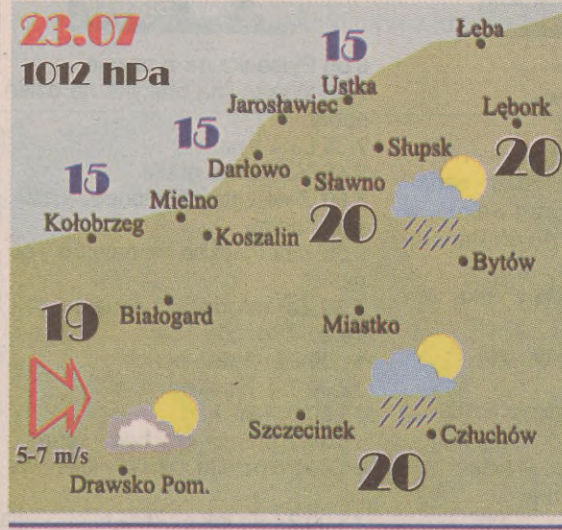 23.07
1012 hPa
Łeba
15
Ustka
Jarosławiec
Lębork
15
Słupsk
20
Darłowo
15
Sławno
Mielno
20
Kołobrzeg
Koszalin
Bytów
19
Białogard
Miastko
Szczecinek
Człuchów
5-7 m/s
20
Drawsko Pom.